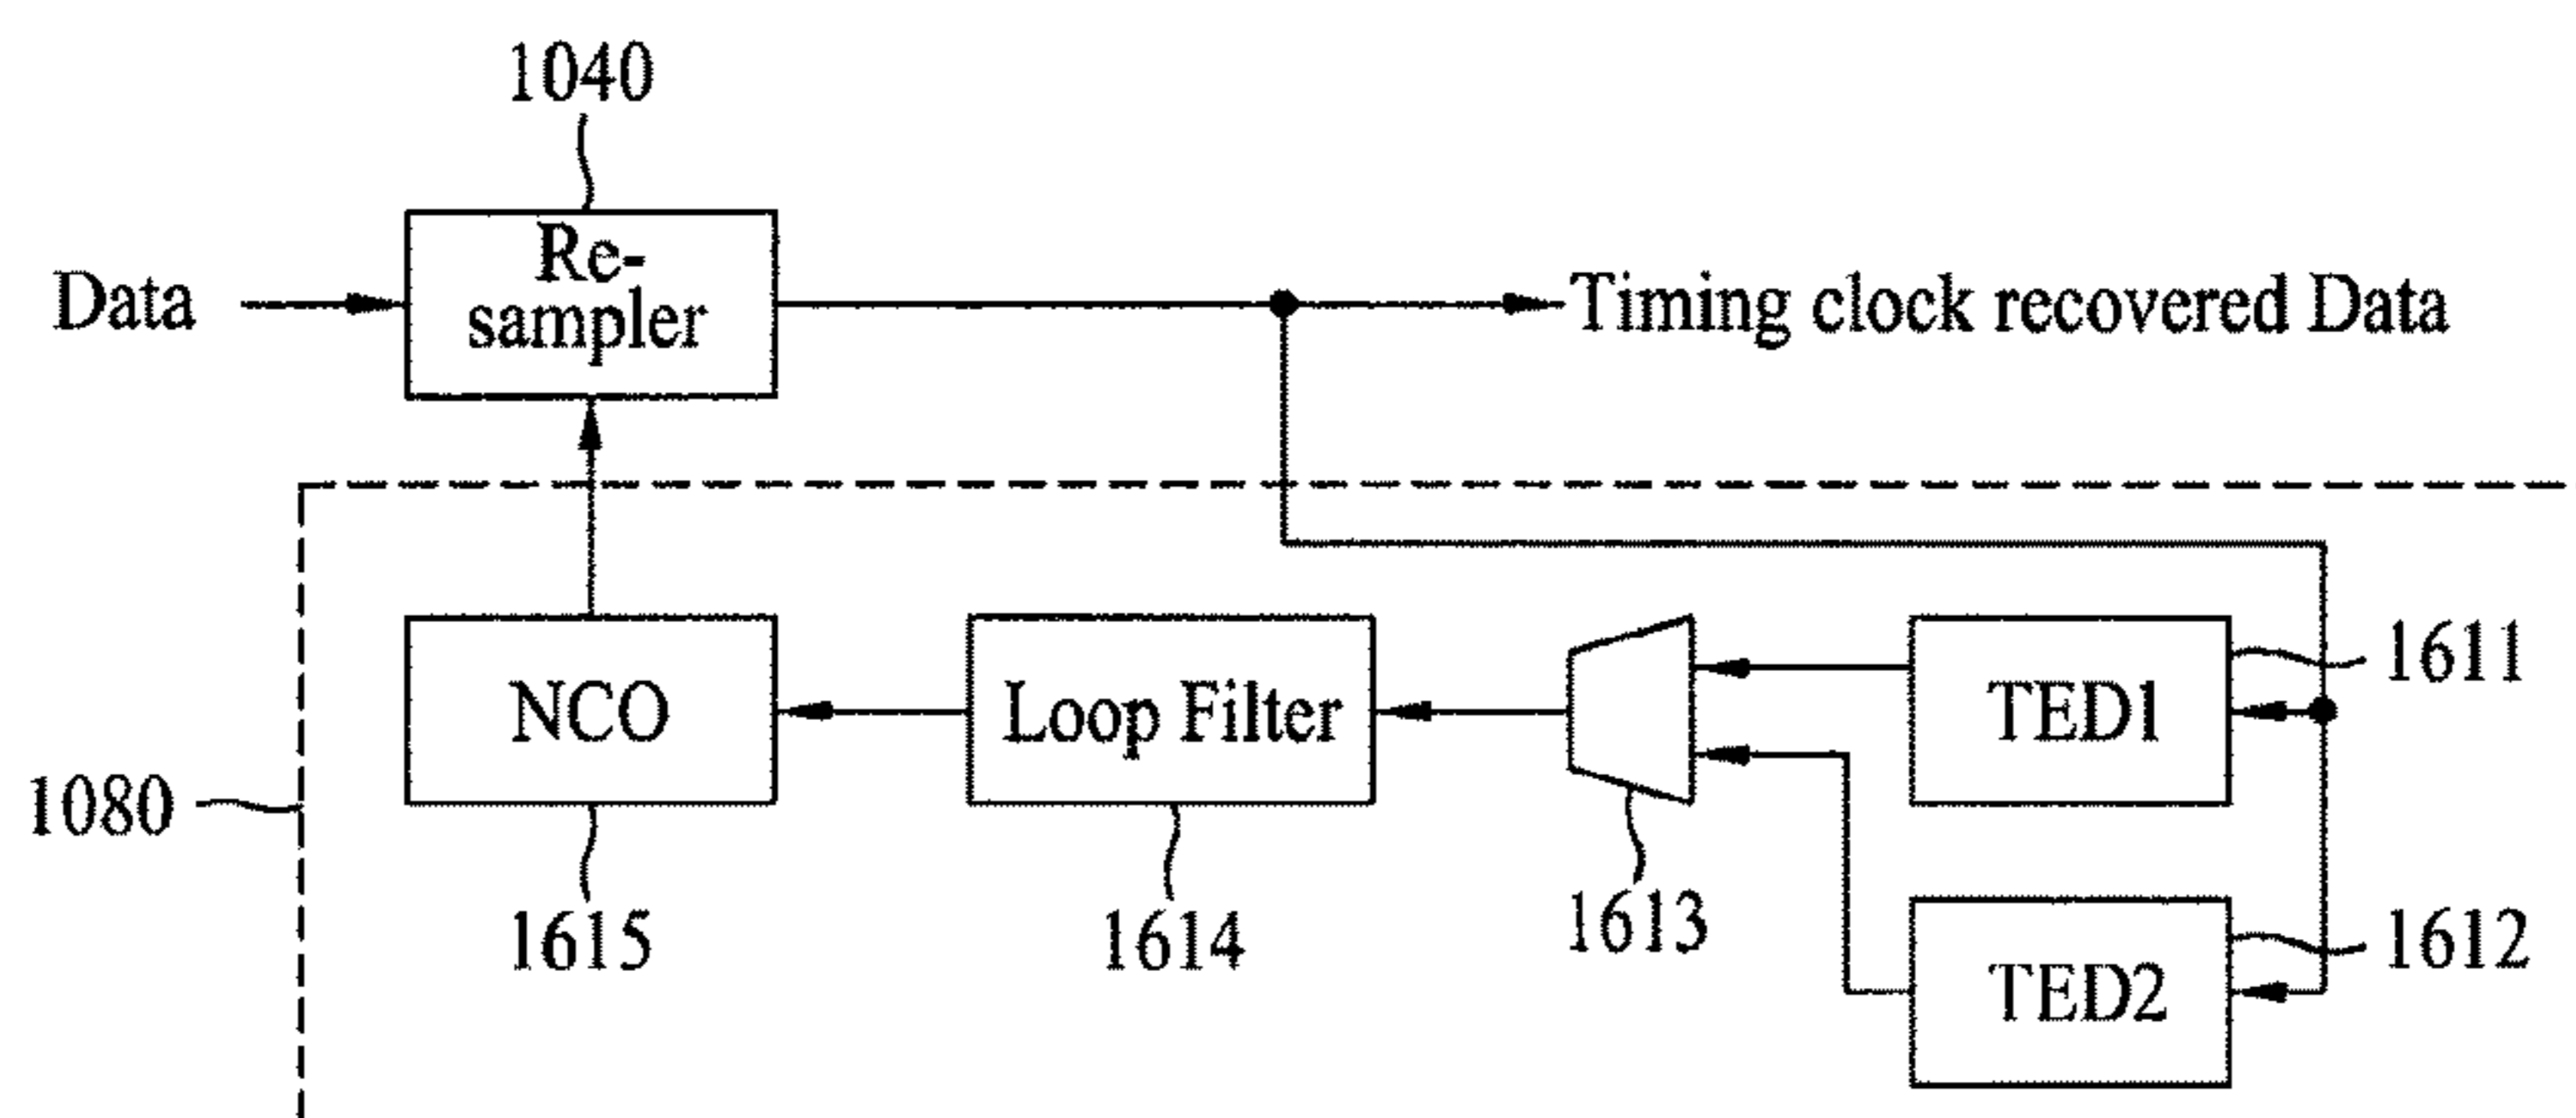 1040
Data
Re-
sampler
Timing clock recovered Data
1080
NCO
Loop Filter
TED1
1611
1615
1614
1613
TED2
1612